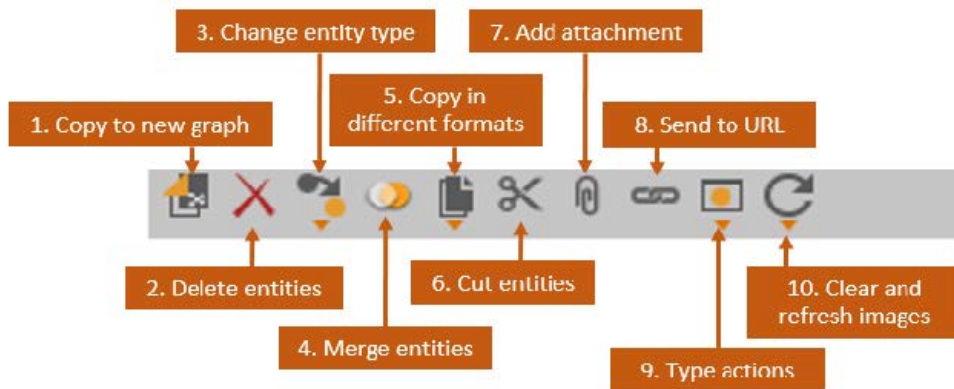 1. Copy to new graph
2. Delete entities
3. Change entity type
4. Merge entities
5. Copy in
different formats
6. Cut entities
7. Add attachment
8. Send to URL
9. Type actions
10. Clear and
refresh images